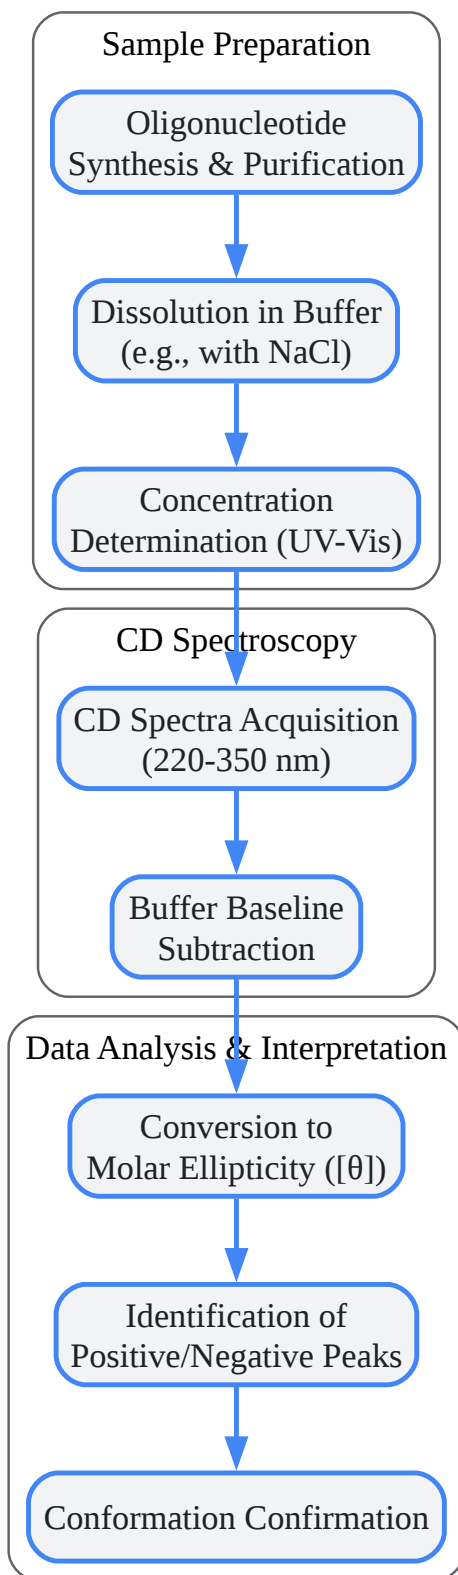 Sample Preparation
Oligonucleotide
Synthesis & Purification
Dissolution in Buffer
(e.g., with NaCl)
Concentration
Determination (UV-Vis)
CD Spectroscopy
CD Spectra Acquisition
(220-350 nm)
Buffer Baseline
Subtraction
Data Analysis & Interpretation
Conversion to
Molar Ellipticity ([θ])
Identification of
Positive/Negative Peaks
Conformation Confirmation